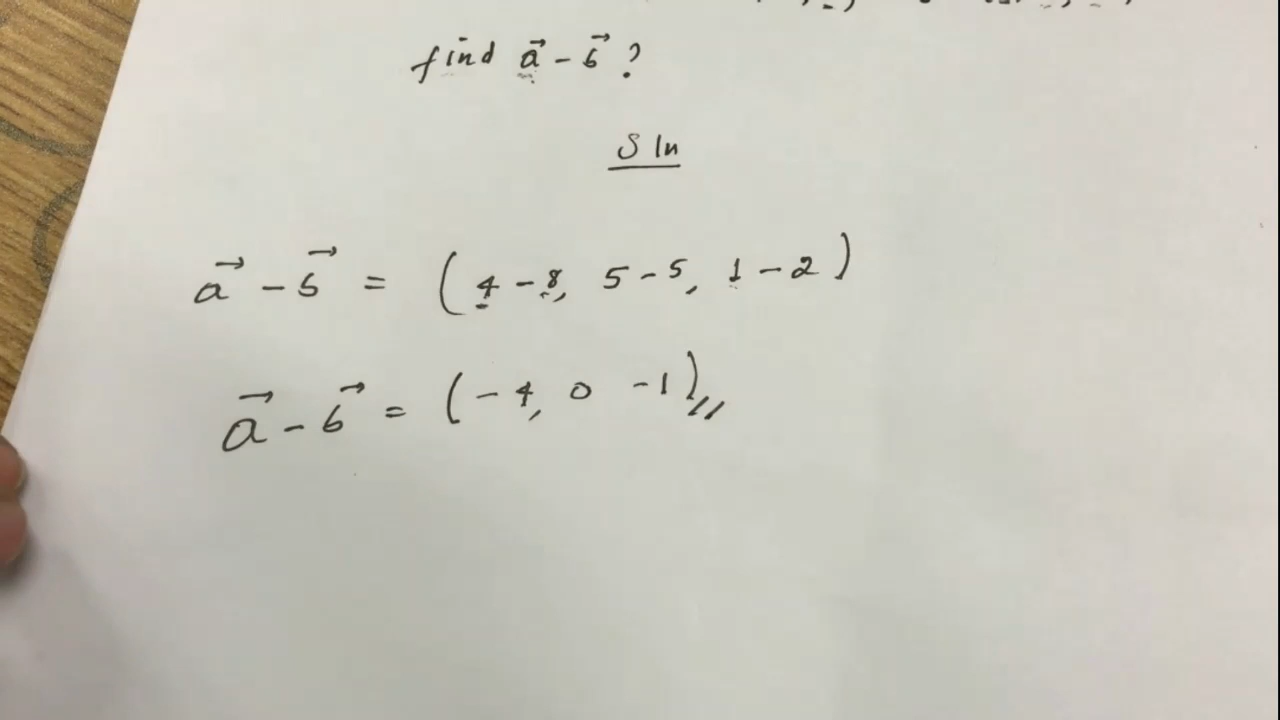 find a⃗ - b⃗ ?
Sln
a⃗ - b⃗ = (4-8, 5-5, 1-2)
a⃗ - b⃗ = (-4, 0 -1)